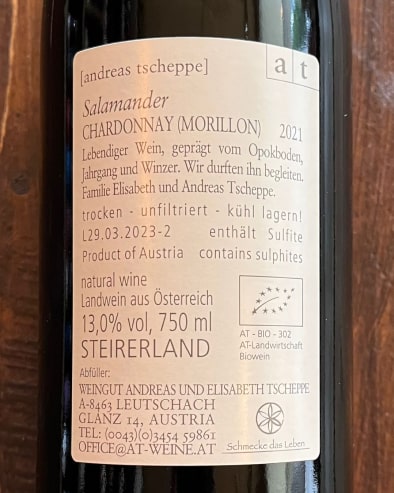 [andreas tscheppe]
a t
Salamander
CHARDONNAY (MORILLON) 2021
Lebendiger Wein, geprägt vom Opokboden,
Jahrgang und Winzer. Wir durften ihn begleiten.
Familie Elisabeth und Andreas Tscheppe.
trocken - unfiltriert - kühl lagern!
L29.03.2023-2 enthält Sulfite
Product of Austria contains sulphites
natural wine
Landwein aus Österreich
13,0% vol, 750 ml
STEIRERLAND
AT - BIO - 302
AT-Landwirtschaft
Biowein
Abfüller:
WEINGUT ANDREAS UND ELISABETH TSCHEPPE
A-8463 LEUTSCHACH
GLANZ 14, AUSTRIA
TEL: (0043)(0)3454 59861
OFFICE@AT-WEINE.AT
Schmecke das Leben